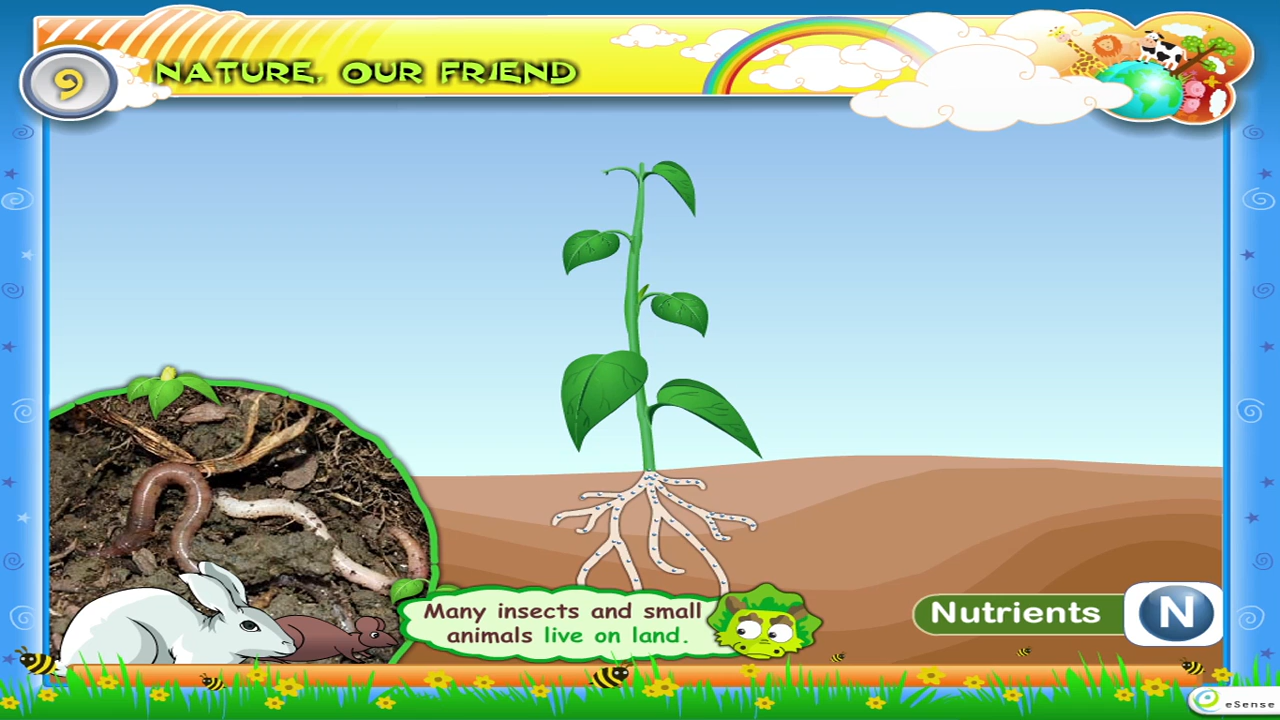 9
NATURE, OUR FRIEND
Many insects and small
animals live on land.
Nutrients
N
eSense